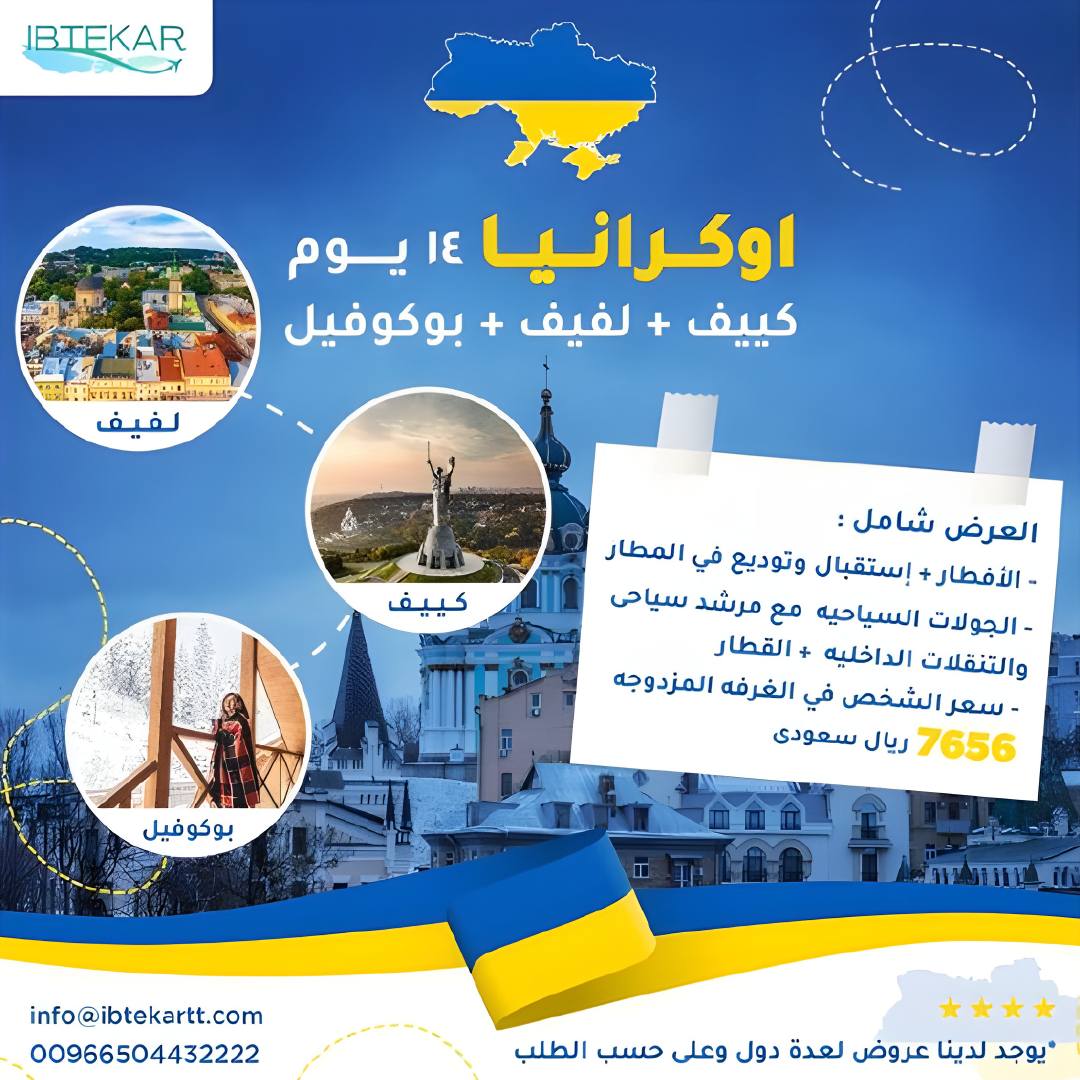 IBTEKAR
اوكرانيا ١٤ يوم
كييف + لفيف + بوكوفيل
لفيف
كييف
بوكوفيل
العرض شامل :
- الأفطار + إستقبال وتوديع في المطار
- الجولات السياحيه مع مرشد سياحى
والتنقلات الداخليه + القطار
- سعر الشخص في الغرفه المزدوجه
7656 ريال سعودى
info@ibtekartt.com
00966504432222
*يوجد لدينا عروض لعدة دول وعلى حسب الطلب